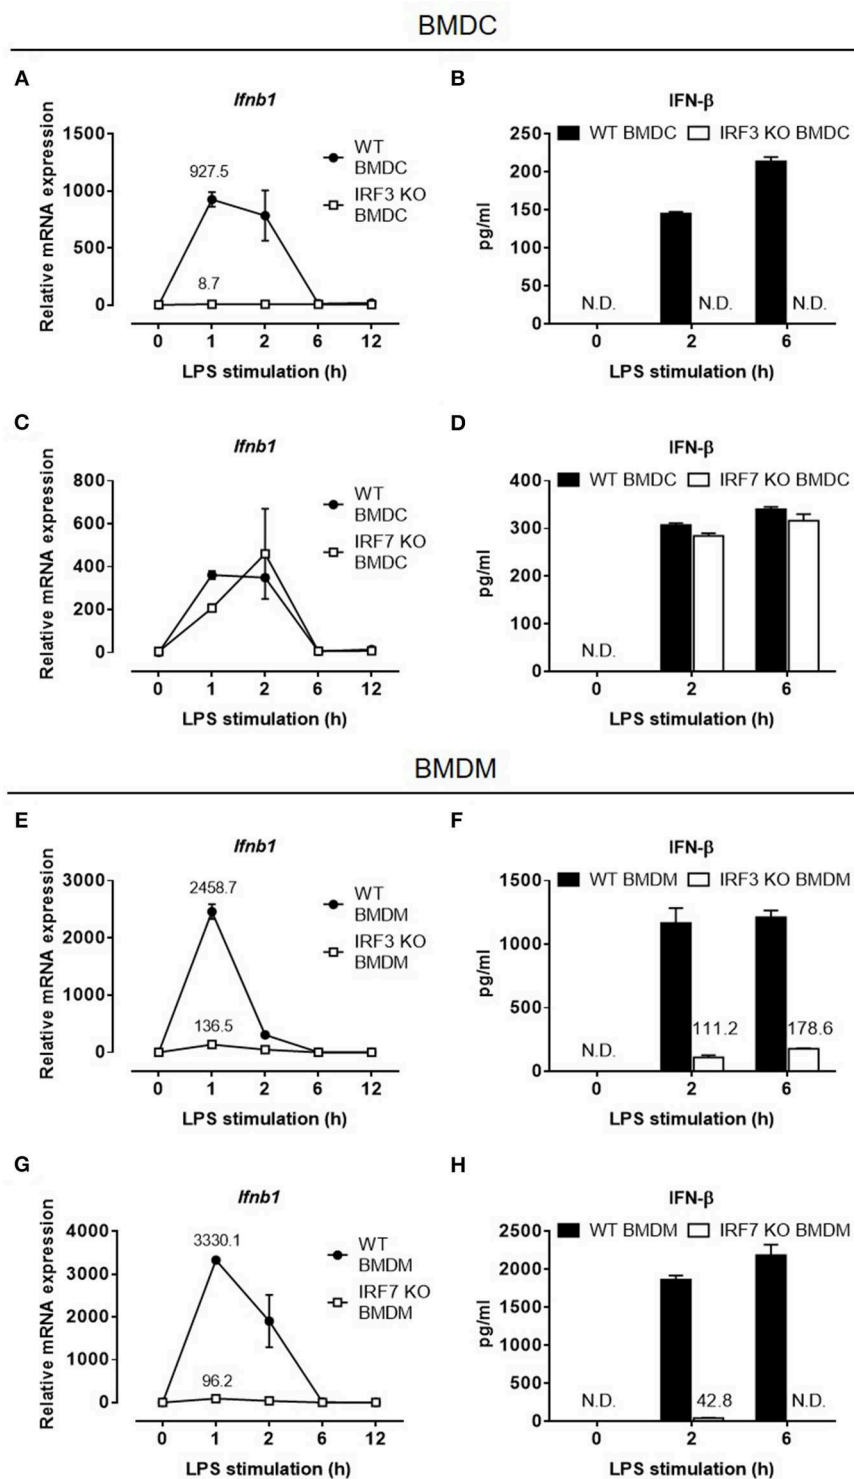 BMDC
A
Ifnb1
Relative mRNA expression
1500
1000
500
0
927.5
8.7
WT
BMDC
IRF3 KO
BMDC
0 1 2 6 12
LPS stimulation (h)
B
IFN-β
WT BMDC IRF3 KO BMDC
pg/ml
250
200
150
100
50
0
N.D. N.D. N.D.
0 2 6
LPS stimulation (h)
C
Ifnb1
Relative mRNA expression
800
600
400
200
0
WT
BMDC
IRF7 KO
BMDC
0 1 2 6 12
LPS stimulation (h)
D
IFN-β
WT BMDC IRF7 KO BMDC
pg/ml
400
300
200
100
0
N.D.
0 2 6
LPS stimulation (h)
BMDM
E
Ifnb1
Relative mRNA expression
3000
2000
1000
0
2458.7
136.5
WT
BMDM
IRF3 KO
BMDM
0 1 2 6 12
LPS stimulation (h)
F
IFN-β
WT BMDM IRF3 KO BMDM
pg/ml
1500
1000
500
0
N.D. 111.2 178.6
0 2 6
LPS stimulation (h)
G
Ifnb1
Relative mRNA expression
4000
3000
2000
1000
0
3330.1
96.2
WT
BMDM
IRF7 KO
BMDM
0 1 2 6 12
LPS stimulation (h)
H
IFN-β
WT BMDM IRF7 KO BMDM
pg/ml
2500
2000
1500
1000
500
0
N.D. 42.8 N.D.
0 2 6
LPS stimulation (h)